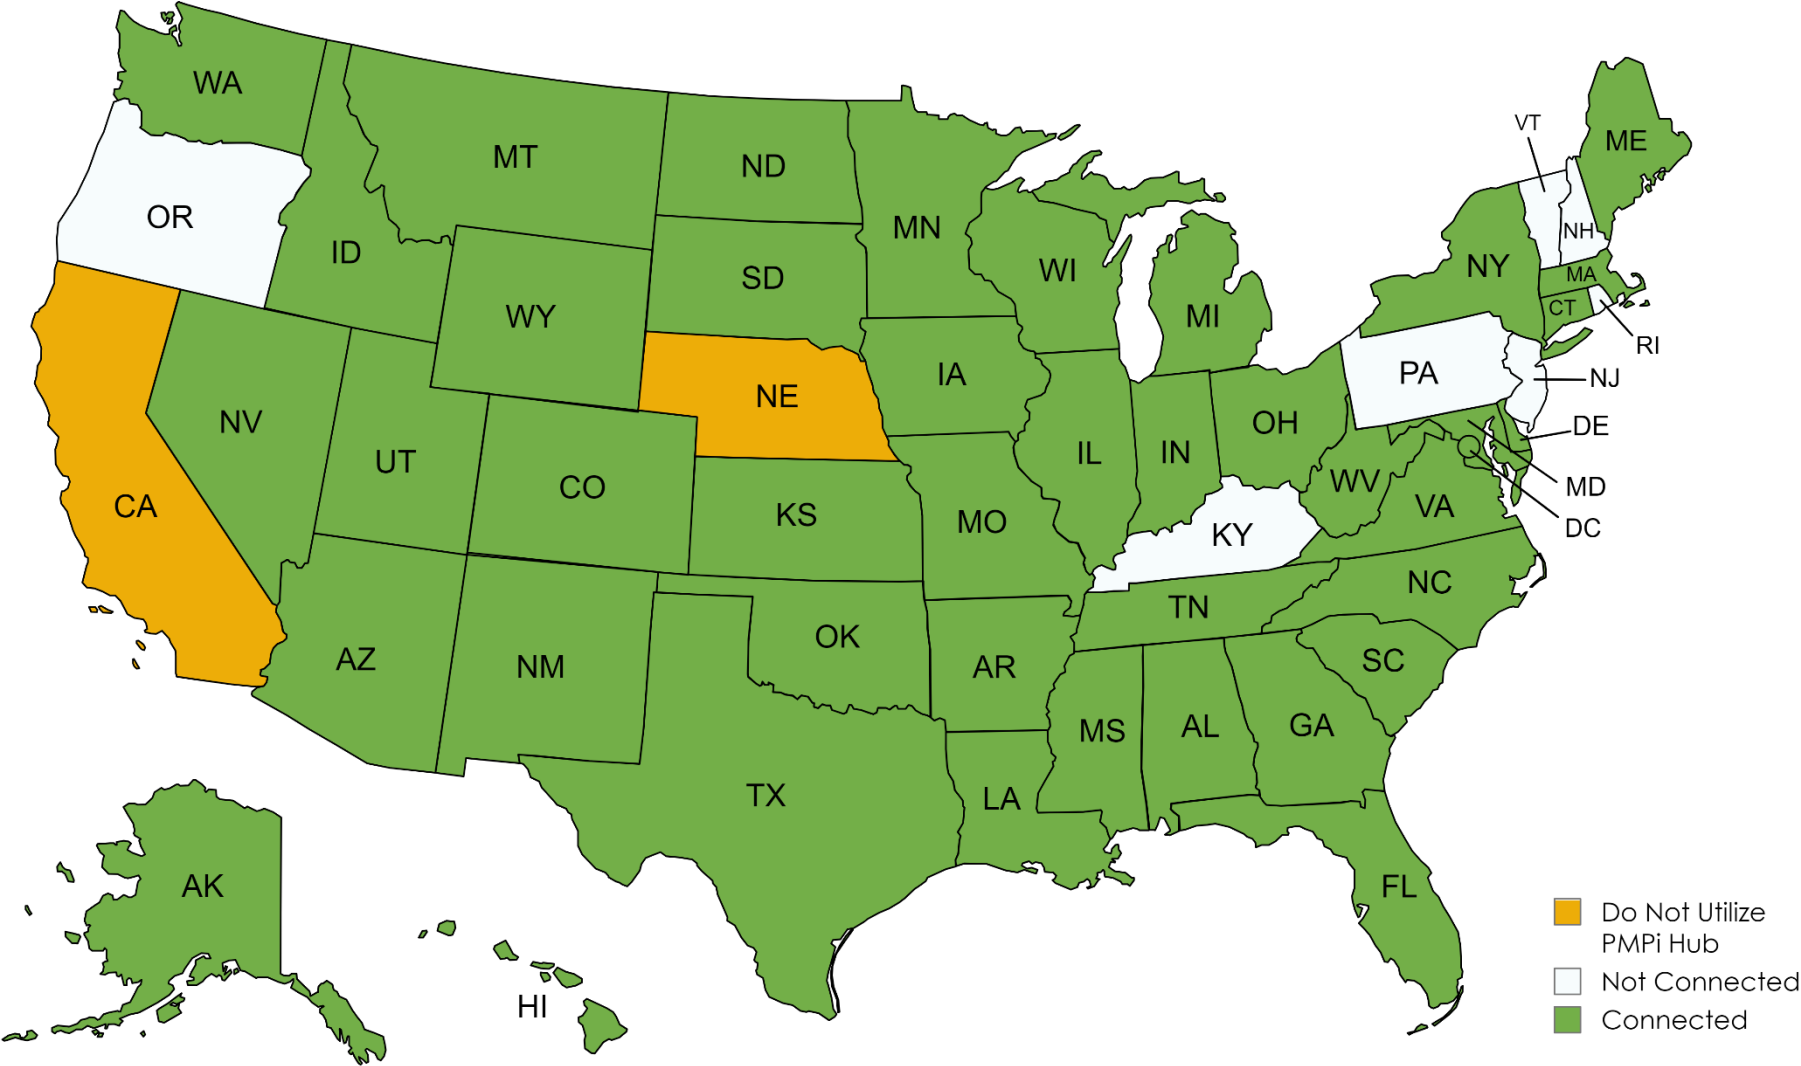 WA
MT
ND
MN
VT
ME
OR
ID
SD
WI
NH
NY
MA
WY
MI
CT
RI
IA
PA
NJ
NE
NV
OH
DE
UT
CO
IL
IN
WV
MD
CA
KS
MO
KY
VA
DC
NC
TN
AZ
NM
OK
AR
SC
MS
AL
GA
TX
LA
AK
FL
HI
Do Not Utilize
PMPi Hub
Not Connected
Connected